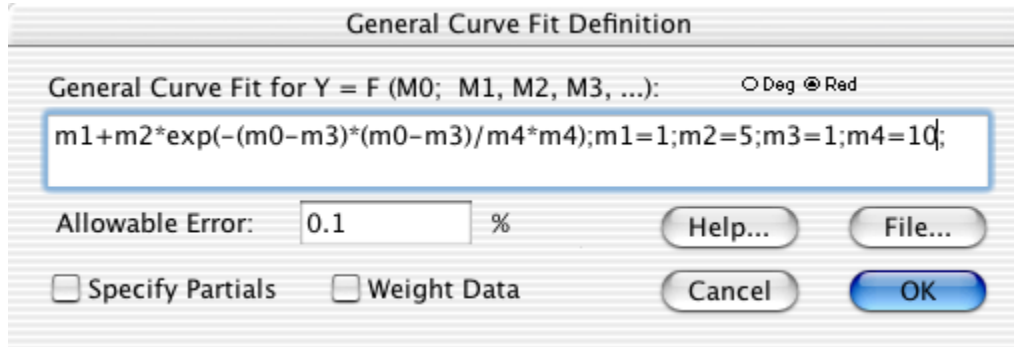 General Curve Fit Definition
General Curve Fit for Y = F (M0;  M1, M2, M3, ...): Deg Rad
m1+m2*exp(-(m0-m3)*(m0-m3)/m4*m4);m1=1;m2=5;m3=1;m4=10;
Allowable Error: 0.1 % Help... File...
Specify Partials Weight Data Cancel OK